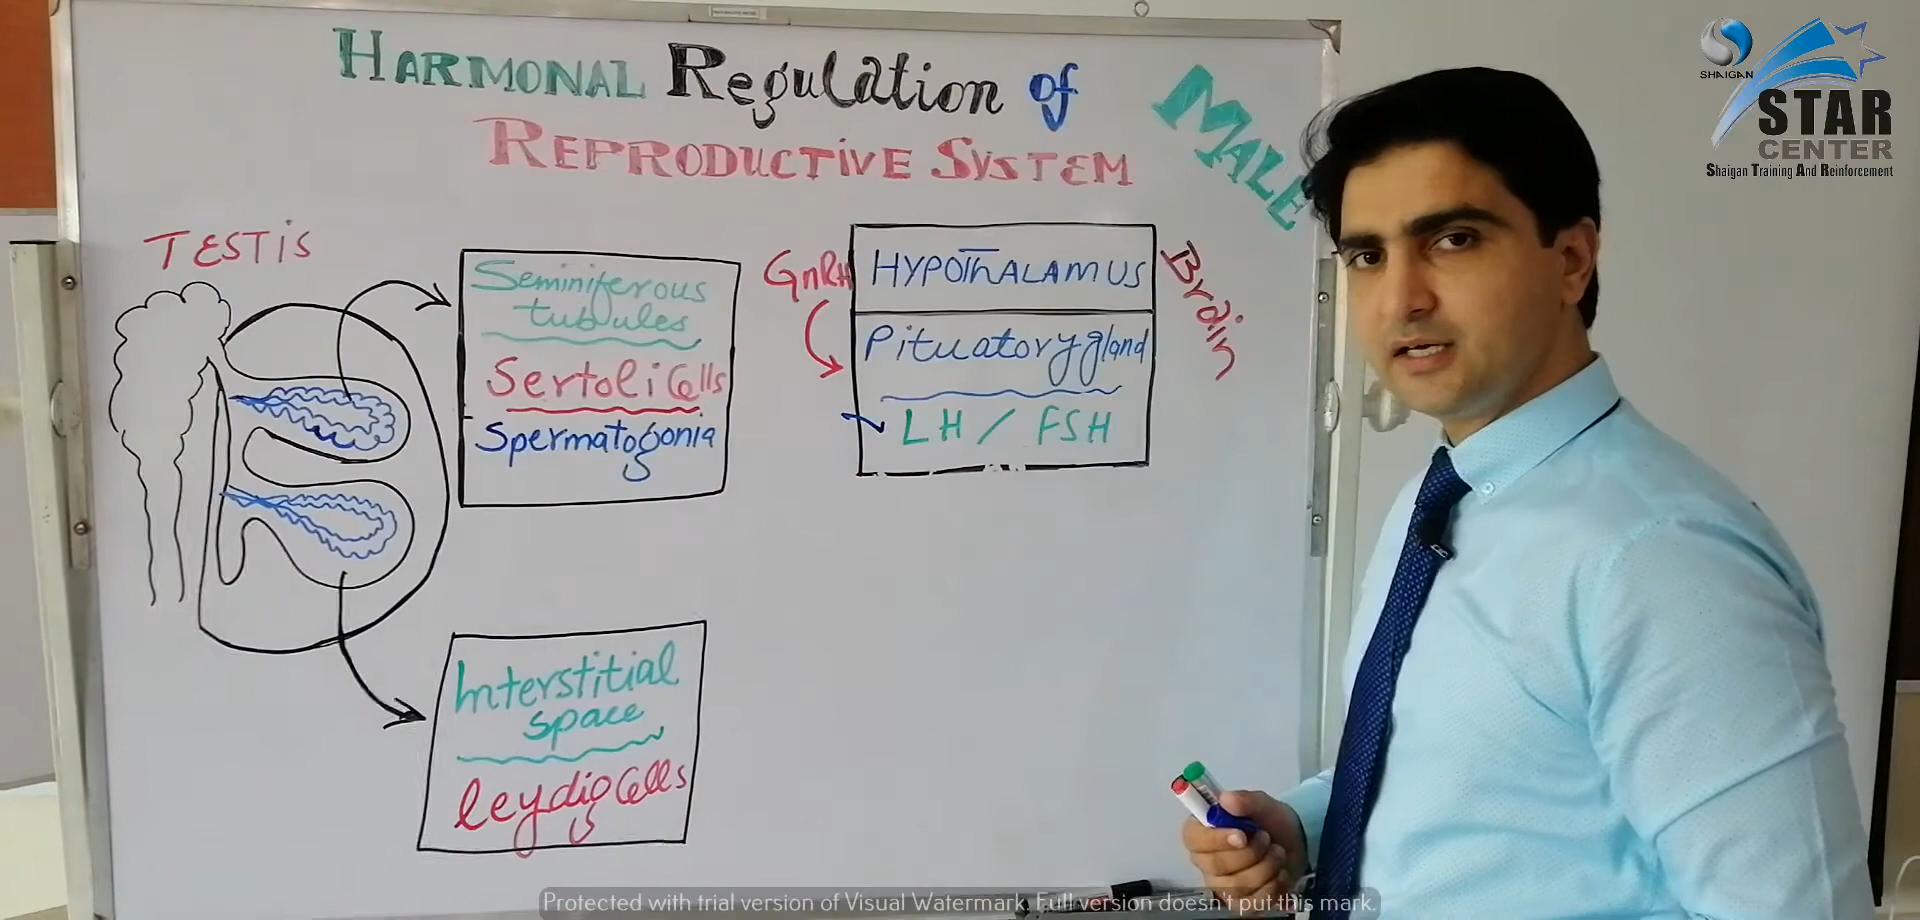 HARMONAL Regulation of
REPRODUCTIVE SYSTEM
MALE
TESTIS
Seminiferous
tubules
Sertoli Cells
Spermatogonia
GnRH
HYPOTHALAMUS
Pituatory gland
LH / FSH
Brain
Interstitial
space
leydig Cells
SHAIGAN
STAR
CENTER
Shaigan Training And Reinforcement
Protected with trial version of Visual Watermark. Full version doesn't put this mark.